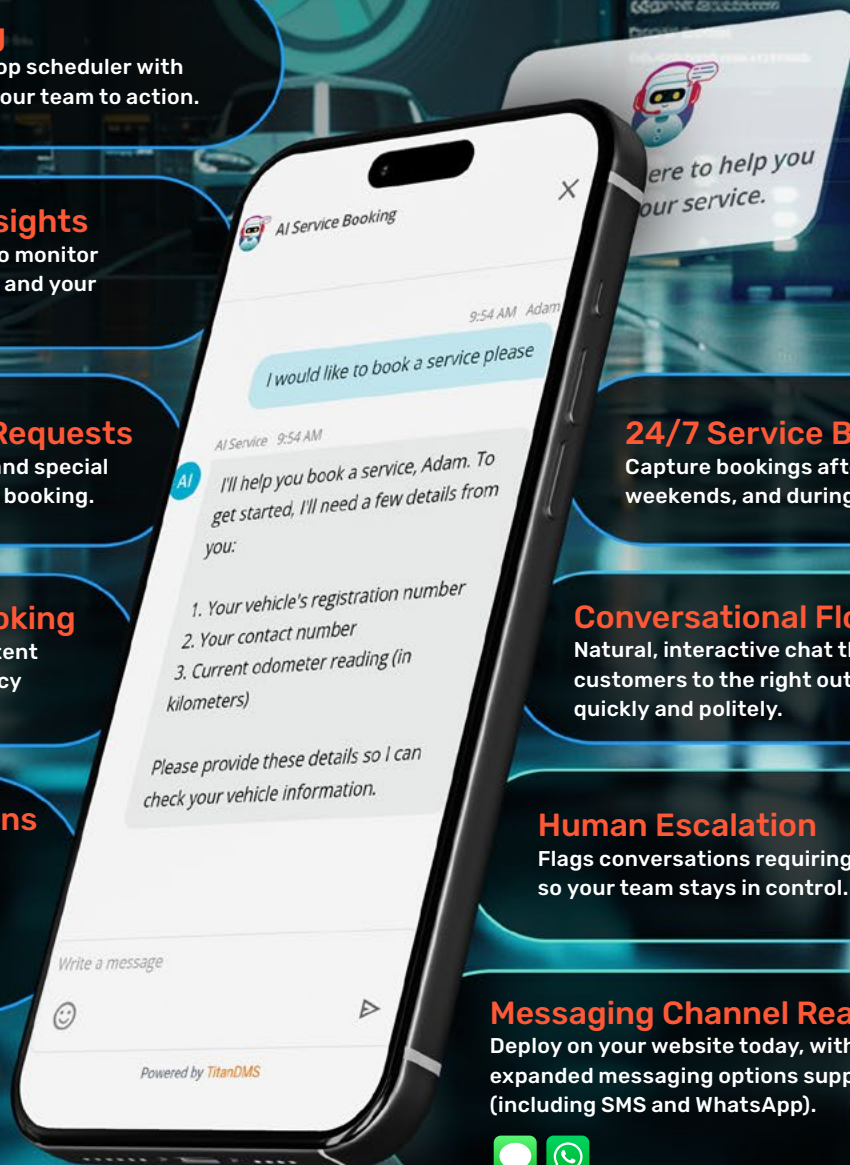 op scheduler with
our team to action.
sights
o monitor
and your
Requests
and special
booking.
oking
tent
cy
ns
ere to help you
our service.
AI Service Booking
9:54 AM Adam
I would like to book a service please
AI Service 9:54 AM
AI
I'll help you book a service, Adam. To
get started, I'll need a few details from
you:
1. Your vehicle's registration number
2. Your contact number
3. Current odometer reading (in
kilometers)
Please provide these details so I can
check your vehicle information.
Write a message
Powered by TitanDMS
24/7 Service B
Capture bookings aft
weekends, and during
Conversational Flo
Natural, interactive chat th
customers to the right out
quickly and politely.
Human Escalation
Flags conversations requiring
so your team stays in control.
Messaging Channel Rea
Deploy on your website today, with
expanded messaging options supp
(including SMS and WhatsApp).